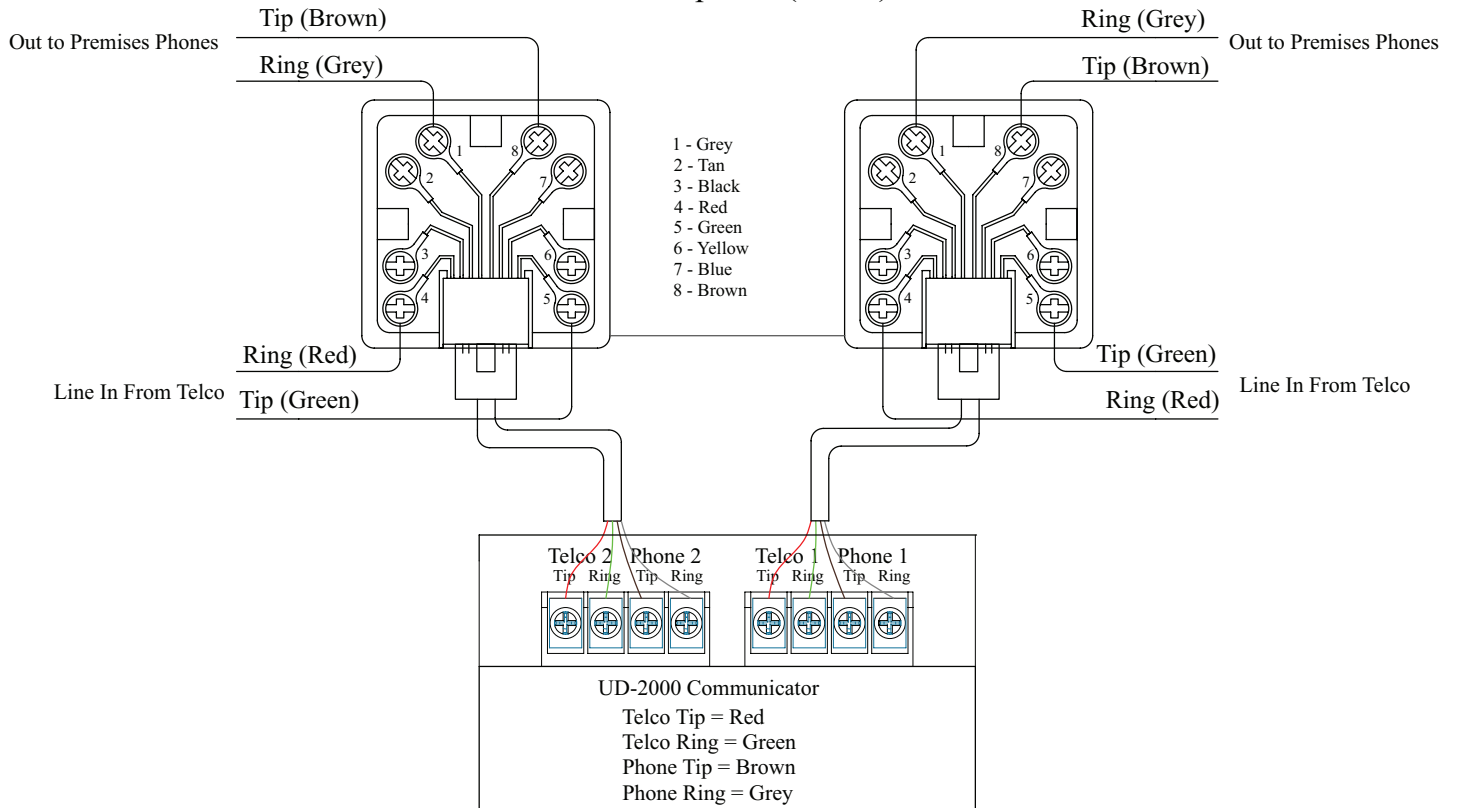 Tip (Brown)
Out to Premises Phones
Ring (Grey)
Ring (Grey)
Out to Premises Phones
Tip (Brown)
1
8
2
7
3
6
4
5
1 - Grey
2 - Tan
3 - Black
4 - Red
5 - Green
6 - Yellow
7 - Blue
8 - Brown
1
8
2
7
3
6
4
5
Ring (Red)
Line In From Telco
Tip (Green)
Tip (Green)
Line In From Telco
Ring (Red)
Telco 2 Phone 2
Tip Ring Tip Ring
Telco 1 Phone 1
Tip Ring Tip Ring
UD-2000 Communicator
Telco Tip = Red
Telco Ring = Green
Phone Tip = Brown
Phone Ring = Grey